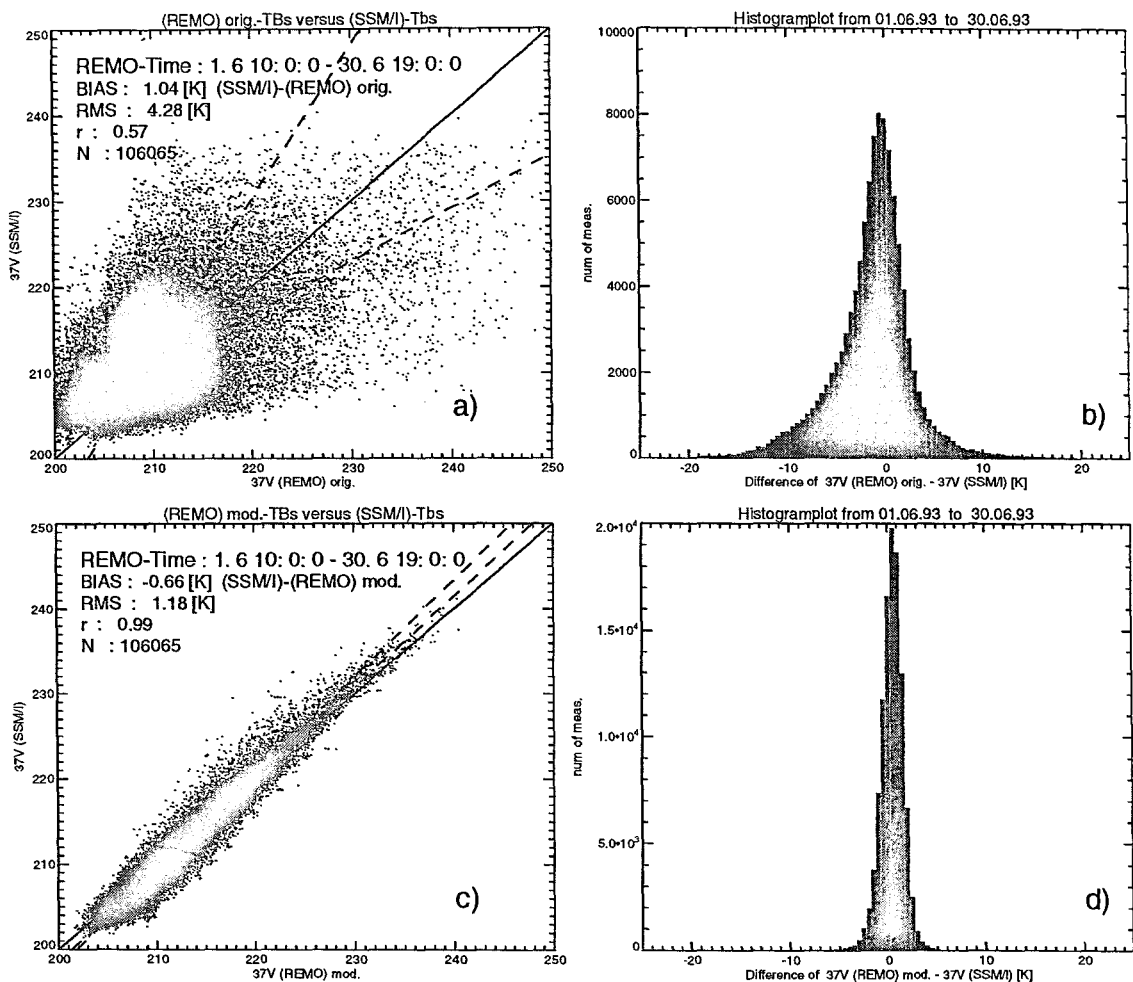 (REMO) orig.-TBs versus (SSM/I)-Tbs
REMO-Time : 1. 6 10: 0: 0 - 30. 6 19: 0: 0
BIAS : 1.04 [K] (SSM/I)-(REMO) orig.
RMS : 4.28 [K]
r : 0.57
N : 106065
250
240
230
220
210
200
37V (SSM/I)
a)
200 210 220 230 240 250
37V (REMO) orig.
Histogramplot from 01.06.93 to 30.06.93
10000
8000
6000
4000
2000
0
num of meas.
b)
-20 -10 0 10 20
Difference of 37V (REMO) orig. - 37V (SSM/I) [K]
(REMO) mod.-TBs versus (SSM/I)-Tbs
REMO-Time : 1. 6 10: 0: 0 - 30. 6 19: 0: 0
BIAS : -0.66 [K] (SSM/I)-(REMO) mod.
RMS : 1.18 [K]
r : 0.99
N : 106065
250
240
230
220
210
200
37V (SSM/I)
c)
200 210 220 230 240 250
37V (REMO) mod.
Histogramplot from 01.06.93 to 30.06.93
2.0•10⁴
1.5•10⁴
1.0•10⁴
5.0•10³
0
num of meas.
d)
-20 -10 0 10 20
Difference of 37V (REMO) mod. - 37V (SSM/I) [K]